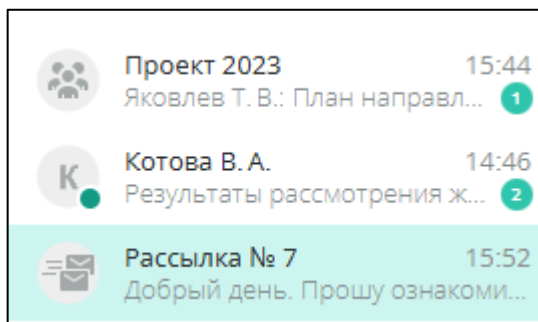 Проект 2023 15:44
Яковлев Т. В.: План направл... 1
К Котова В. А. 14:46
Результаты рассмотрения ж... 2
Рассылка № 7 15:52
Добрый день. Прошу ознакоми...